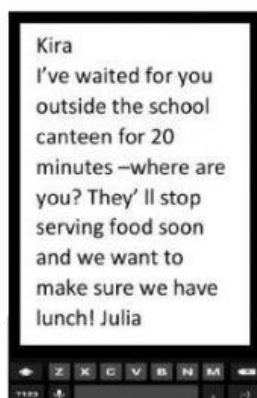 Kira
I've waited for you
outside the school
canteen for 20
minutes –where are
you? They' ll stop
serving food soon
and we want to
make sure we have
lunch! Julia
Z X C V B N M
?123